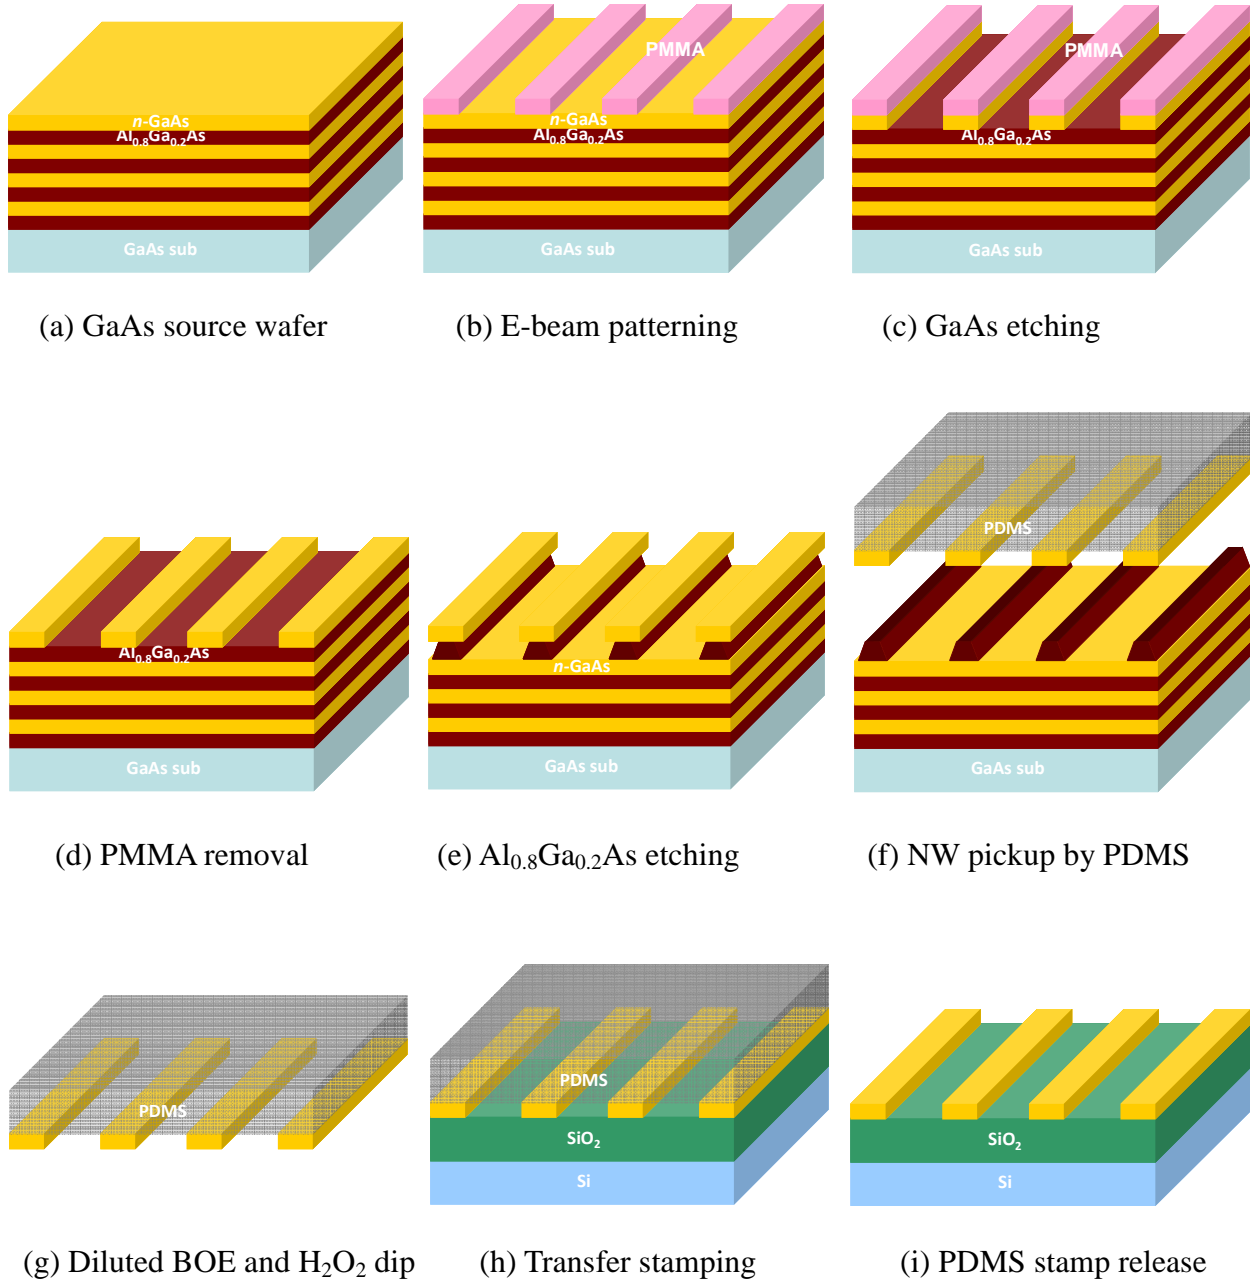 n-GaAs
Al0.8Ga0.2As
GaAs sub
(a) GaAs source wafer
PMMA
n-GaAs
Al0.8Ga0.2As
GaAs sub
(b) E-beam patterning
PMMA
Al0.8Ga0.2As
GaAs sub
(c) GaAs etching
Al0.8Ga0.2As
GaAs sub
(d) PMMA removal
n-GaAs
GaAs sub
(e) Al0.8Ga0.2As etching
PDMS
GaAs sub
(f) NW pickup by PDMS
PDMS
(g) Diluted BOE and H2O2 dip
PDMS
SiO2
Si
(h) Transfer stamping
SiO2
Si
(i) PDMS stamp release